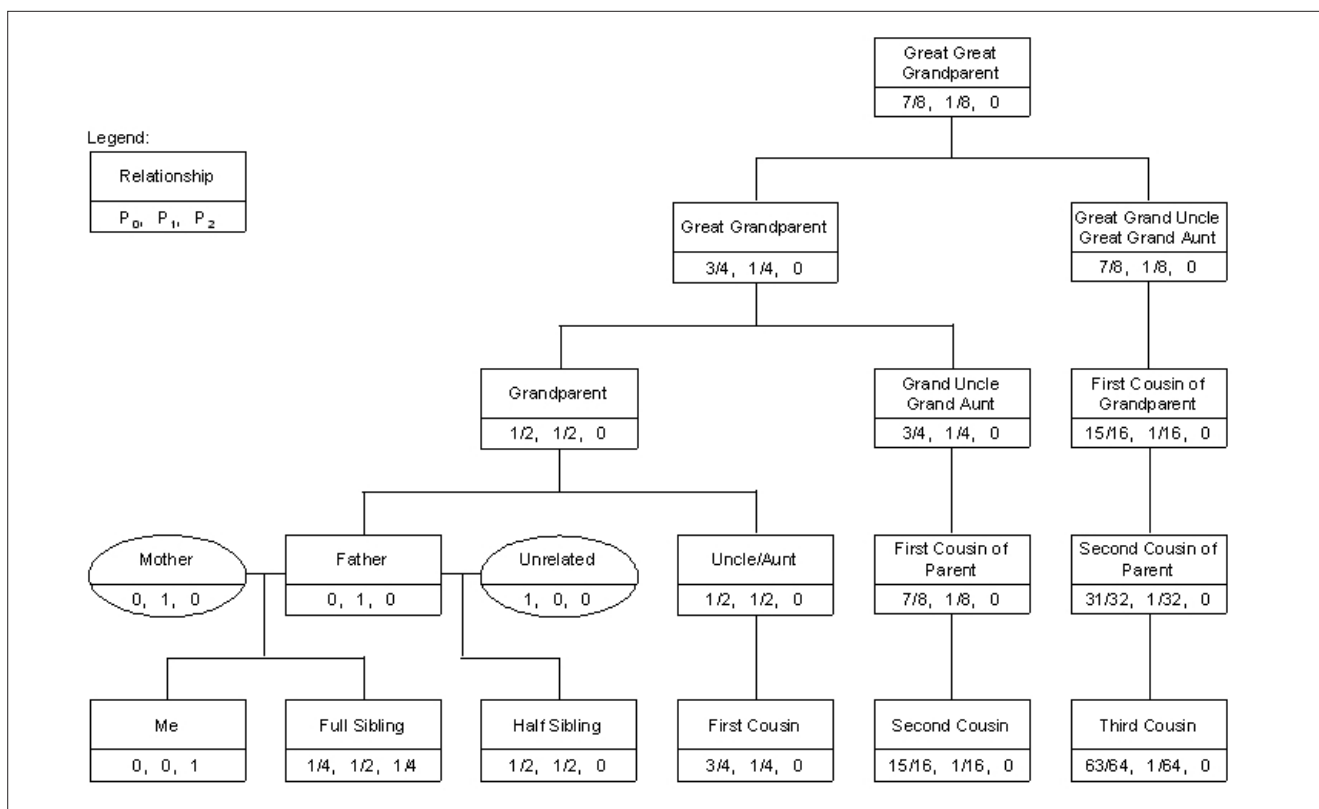 Great Great
Grandparent
7/8, 1/8, 0
Legend:
Relationship
P₀, P₁, P₂
Great Grandparent
3/4, 1/4, 0
Great Grand Uncle
Great Grand Aunt
7/8, 1/8, 0
Grandparent
1/2, 1/2, 0
Grand Uncle
Grand Aunt
3/4, 1/4, 0
First Cousin of
Grandparent
15/16, 1/16, 0
Mother
0, 1, 0
Father
0, 1, 0
Unrelated
1, 0, 0
Uncle/Aunt
1/2, 1/2, 0
First Cousin of
Parent
7/8, 1/8, 0
Second Cousin of
Parent
31/32, 1/32, 0
Me
0, 0, 1
Full Sibling
1/4, 1/2, 1/4
Half Sibling
1/2, 1/2, 0
First Cousin
3/4, 1/4, 0
Second Cousin
15/16, 1/16, 0
Third Cousin
63/64, 1/64, 0